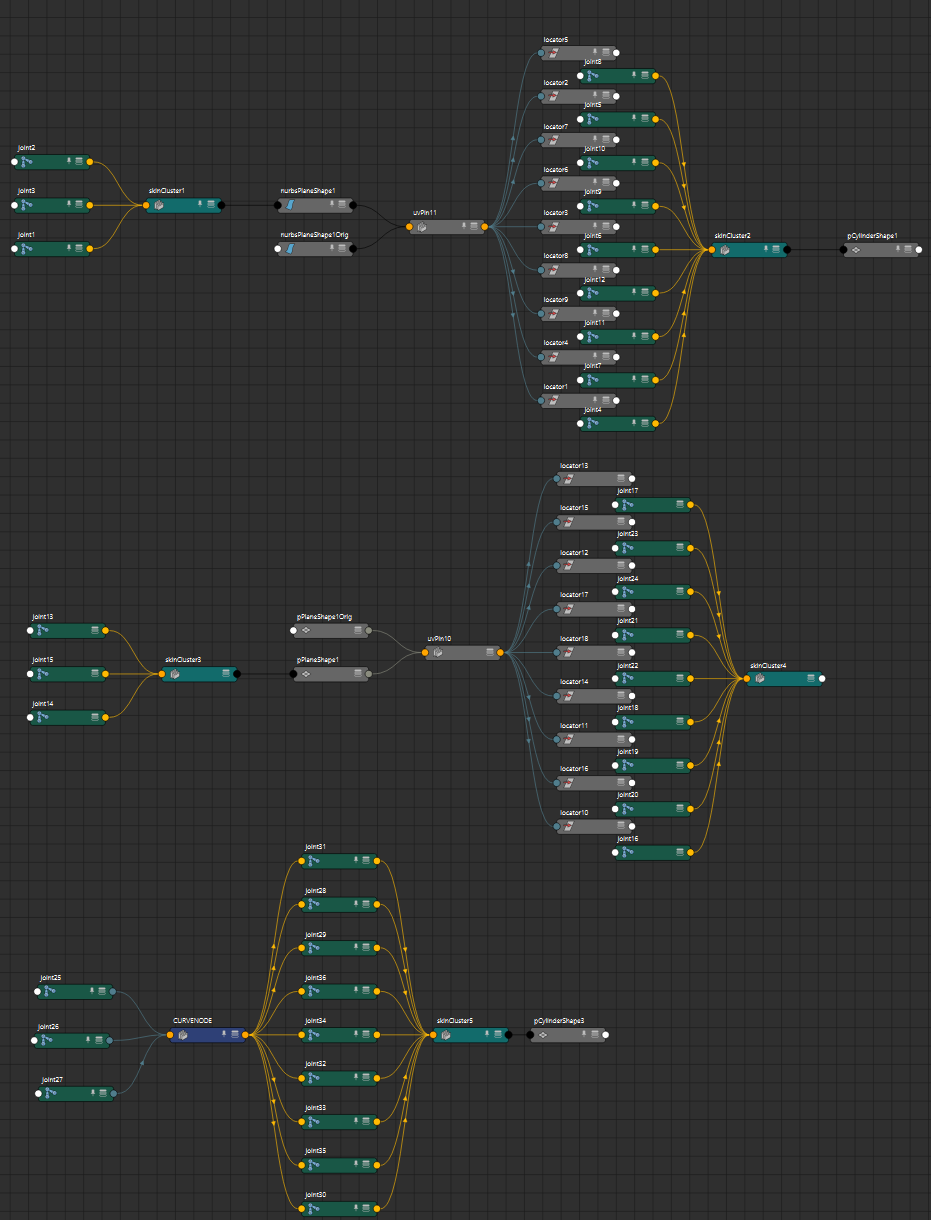 locator5
joint8
locator2
joint5
locator7
joint2
joint10
locator6
joint3
skinCluster1
nurbsPlaneShape1
joint9
locator3
uvPin11
joint1
nurbsPlaneShape1Orig
joint6
skinCluster2
pCylinderShape1
locator8
joint12
locator9
joint11
locator4
joint7
locator1
joint4
locator13
joint17
locator15
joint23
locator12
joint24
locator17
joint13
pPlaneShape1Orig
joint21
locator18
uvPin10
joint15
skinCluster3
pPlaneShape1
joint22
skinCluster4
locator14
joint14
joint18
locator11
joint19
locator16
joint20
locator10
joint16
joint31
joint28
joint29
joint25
joint36
joint26
CURVENODE
joint34
skinCluster5
pCylinderShape3
joint32
joint27
joint33
joint35
joint30